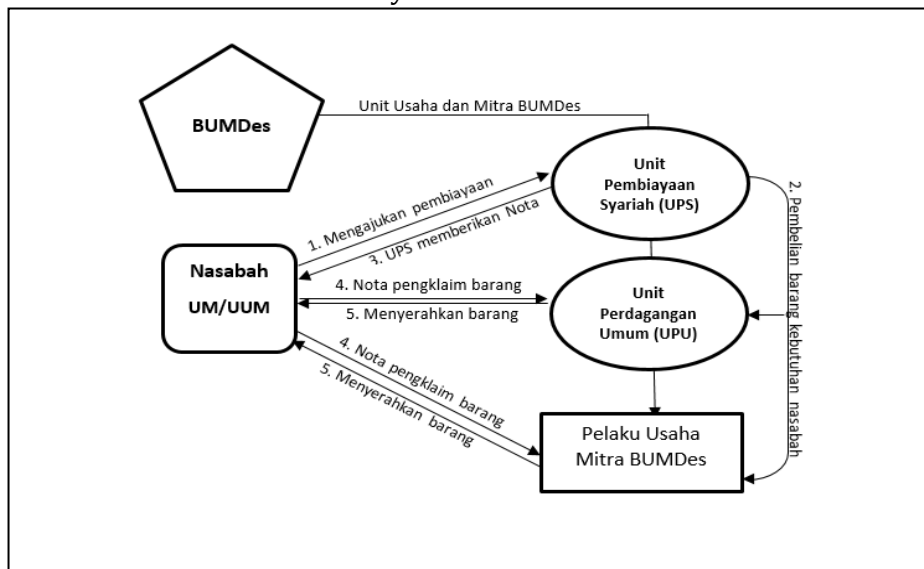 y
BUMDes
Unit Usaha dan Mitra BUMDes
Unit
Pembiayaan
Syariah (UPS)
1. Mengajukan pembiayaan
3. UPS memberikan Nota
2. Pembelian barang kebutuhan nasabah
Nasabah
UM/UUM
4. Nota pengklaim barang
5. Menyerahkan barang
Unit
Perdagangan
Umum (UPU)
4. Nota pengklaim barang
5. Menyerahkan barang
Pelaku Usaha
Mitra BUMDes